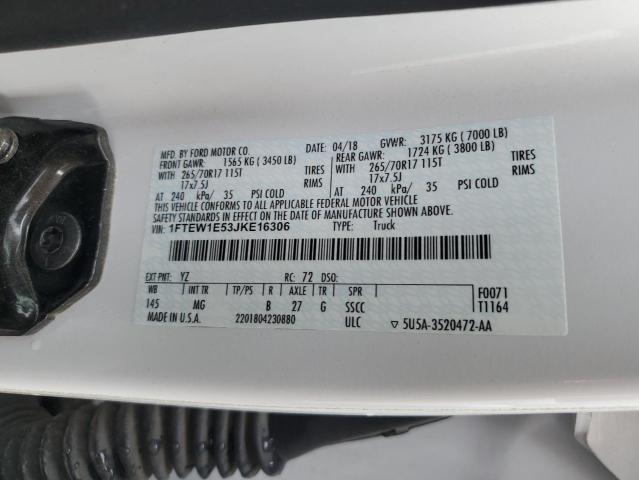 MFD. BY FORD MOTOR CO. DATE: 04/18 GVWR: 3175 KG ( 7000 LB)
FRONT GAWR: 1565 KG ( 3450 LB) REAR GAWR: 1724 KG ( 3800 LB)
WITH 265/70R17 115T TIRES WITH 265/70R17 115T TIRES
17x7.5J RIMS 17x7.5J RIMS
AT 240 kPa/ 35 PSI COLD AT 240 kPa/ 35 PSI COLD
THIS VEHICLE CONFORMS TO ALL APPLICABLE FEDERAL MOTOR VEHICLE
SAFETY STANDARDS IN EFFECT ON THE DATE OF MANUFACTURE SHOWN ABOVE.
VIN: 1FTEW1E53JKE16306 TYPE: Truck
EXT PNT: YZ RC: 72 DSO: F0071
WB INT TR TP/PS R AXLE TR SPR T1164
145 MG B 27 G SSCC
MADE IN U.S.A. 2201804230880 ULC ▽ 5U5A-3520472-AA